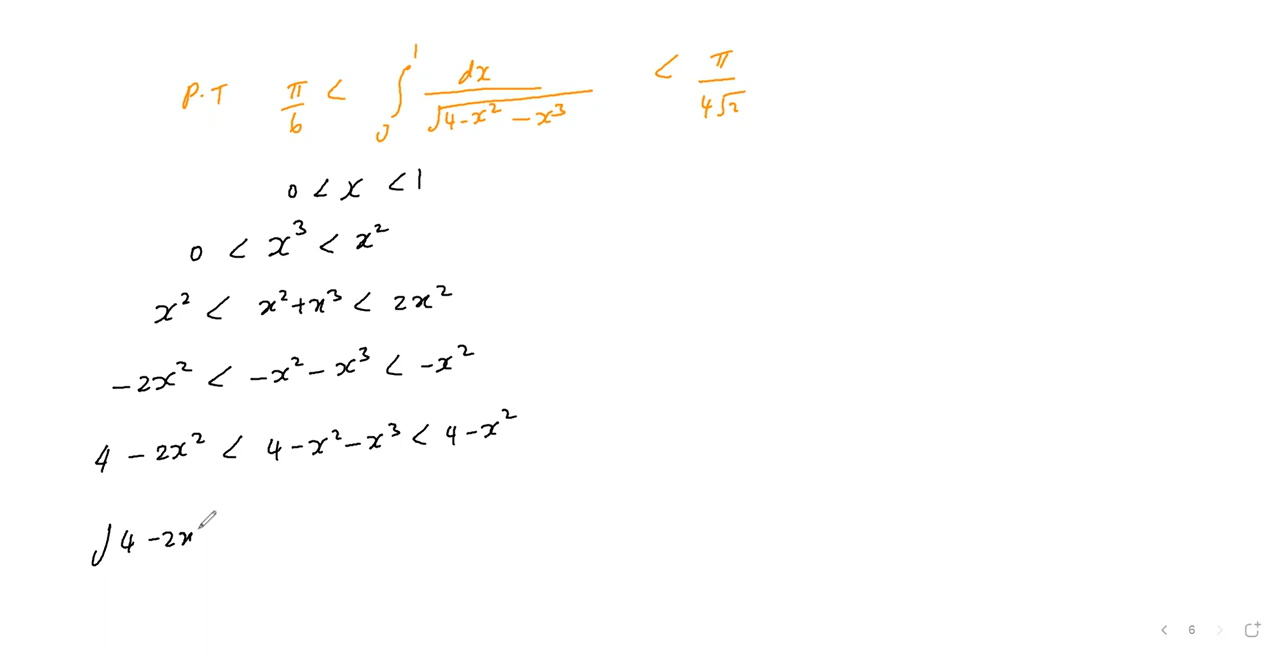 P.T π/6 < ∫₀¹ dx/√(4-x²-x³) < π/(4√2)
0 < x < 1
0 < x³ < x²
x² < x²+x³ < 2x²
-2x² < -x²-x³ < -x²
4-2x² < 4-x²-x³ < 4-x²
√4-2x
< 6 >